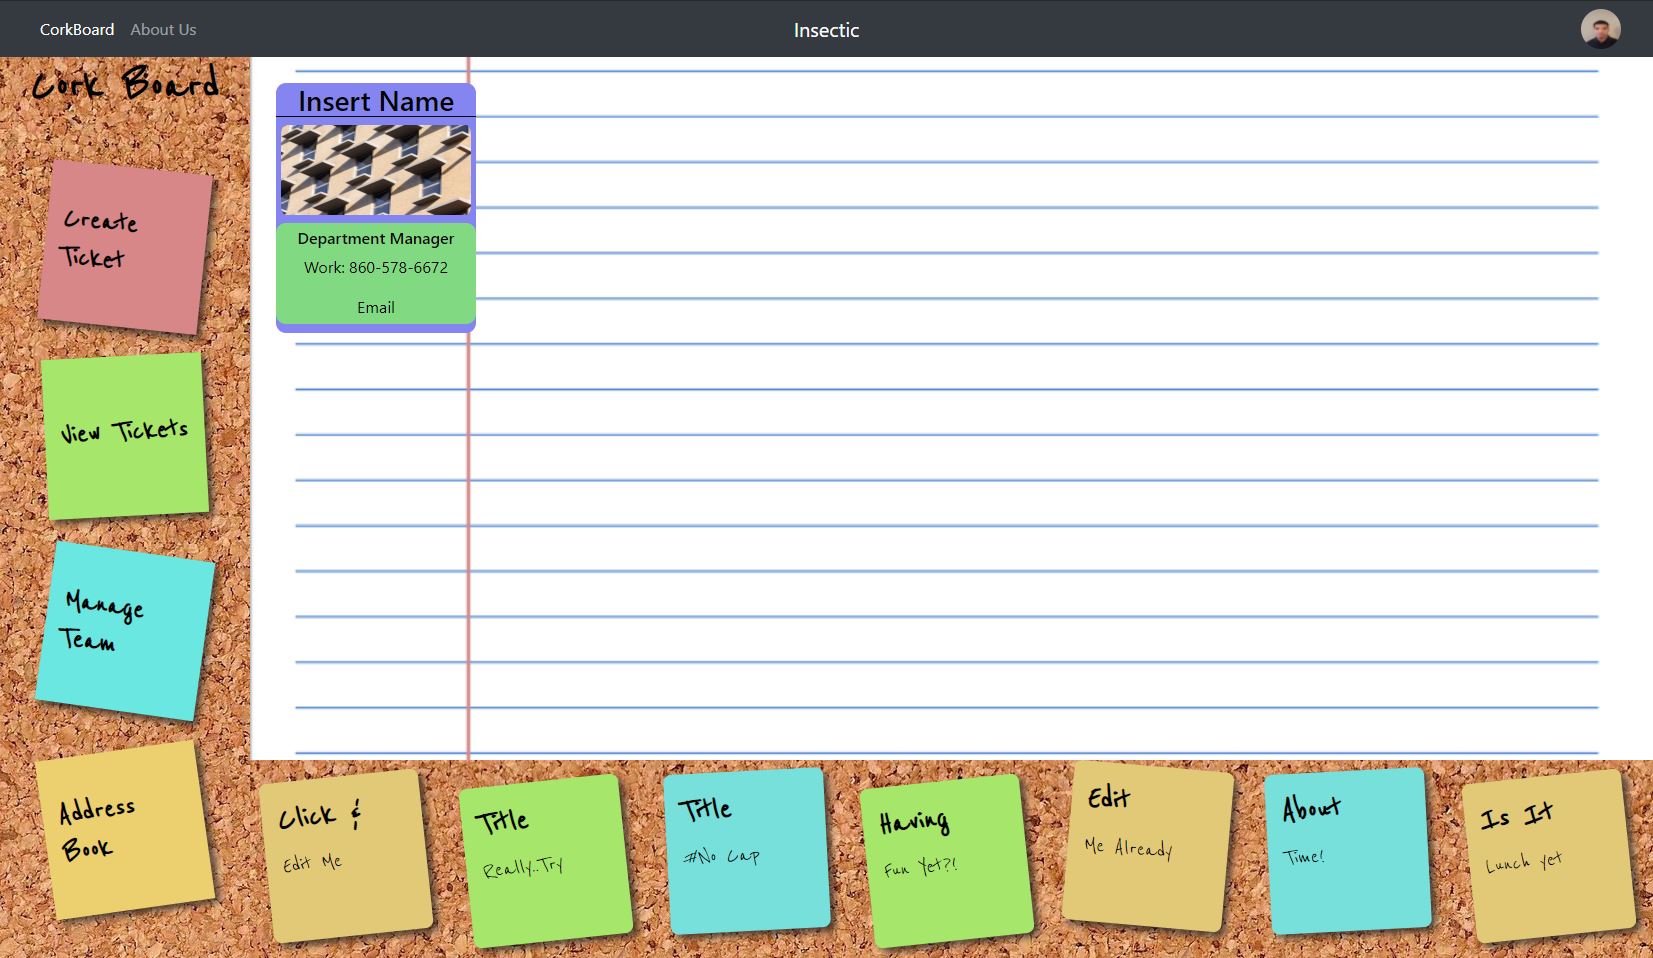 CorkBoard About Us
Insectic
Cork Board
Create
Ticket
View Tickets
Manage
Team
Address
Book
Insert Name
Department Manager
Work: 860-578-6672
Email
Click &
Edit Me
Title
Really..Try
Title
#No Cap
Having
Fun Yet?!
Edit
Me Already
About
Time!
Is It
Lunch yet